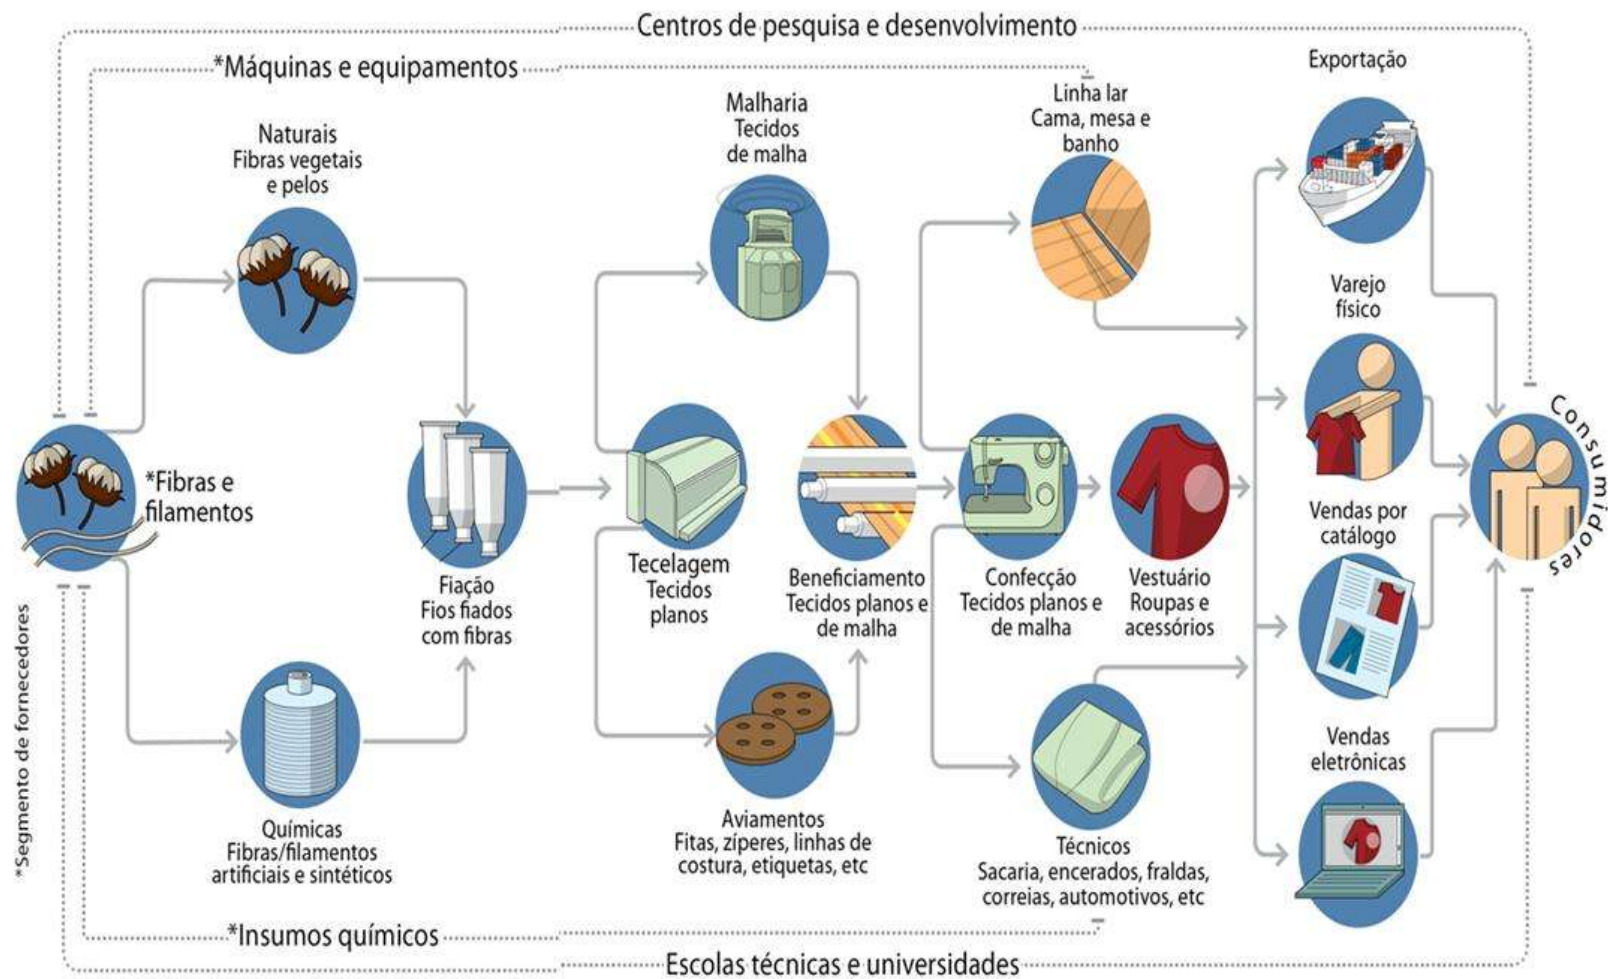 Centros de pesquisa e desenvolvimento
*Máquinas e equipamentos
Exportação
Naturais
Fibras vegetais
e pelos
Malharia
Tecidos
de malha
Linha lar
Cama, mesa e
banho
Varejo
físico
*Fibras e
filamentos
Fiação
Fios fiados
com fibras
Tecelagem
Tecidos
planos
Beneficiamento
Tecidos planos e
de malha
Confecção
Tecidos planos e
de malha
Vestuário
Roupas e
acessórios
Vendas por
catálogo
Consumidores
Químicas
Fibras/filamentos
artificiais e sintéticos
Aviamentos
Fitas, zíperes, linhas de
costura, etiquetas, etc
Técnicos
Sacaria, encerados, fraldas,
correias, automotivos, etc
Vendas
eletrônicas
*Segmento de fornecedores
*Insumos químicos
Escolas técnicas e universidades